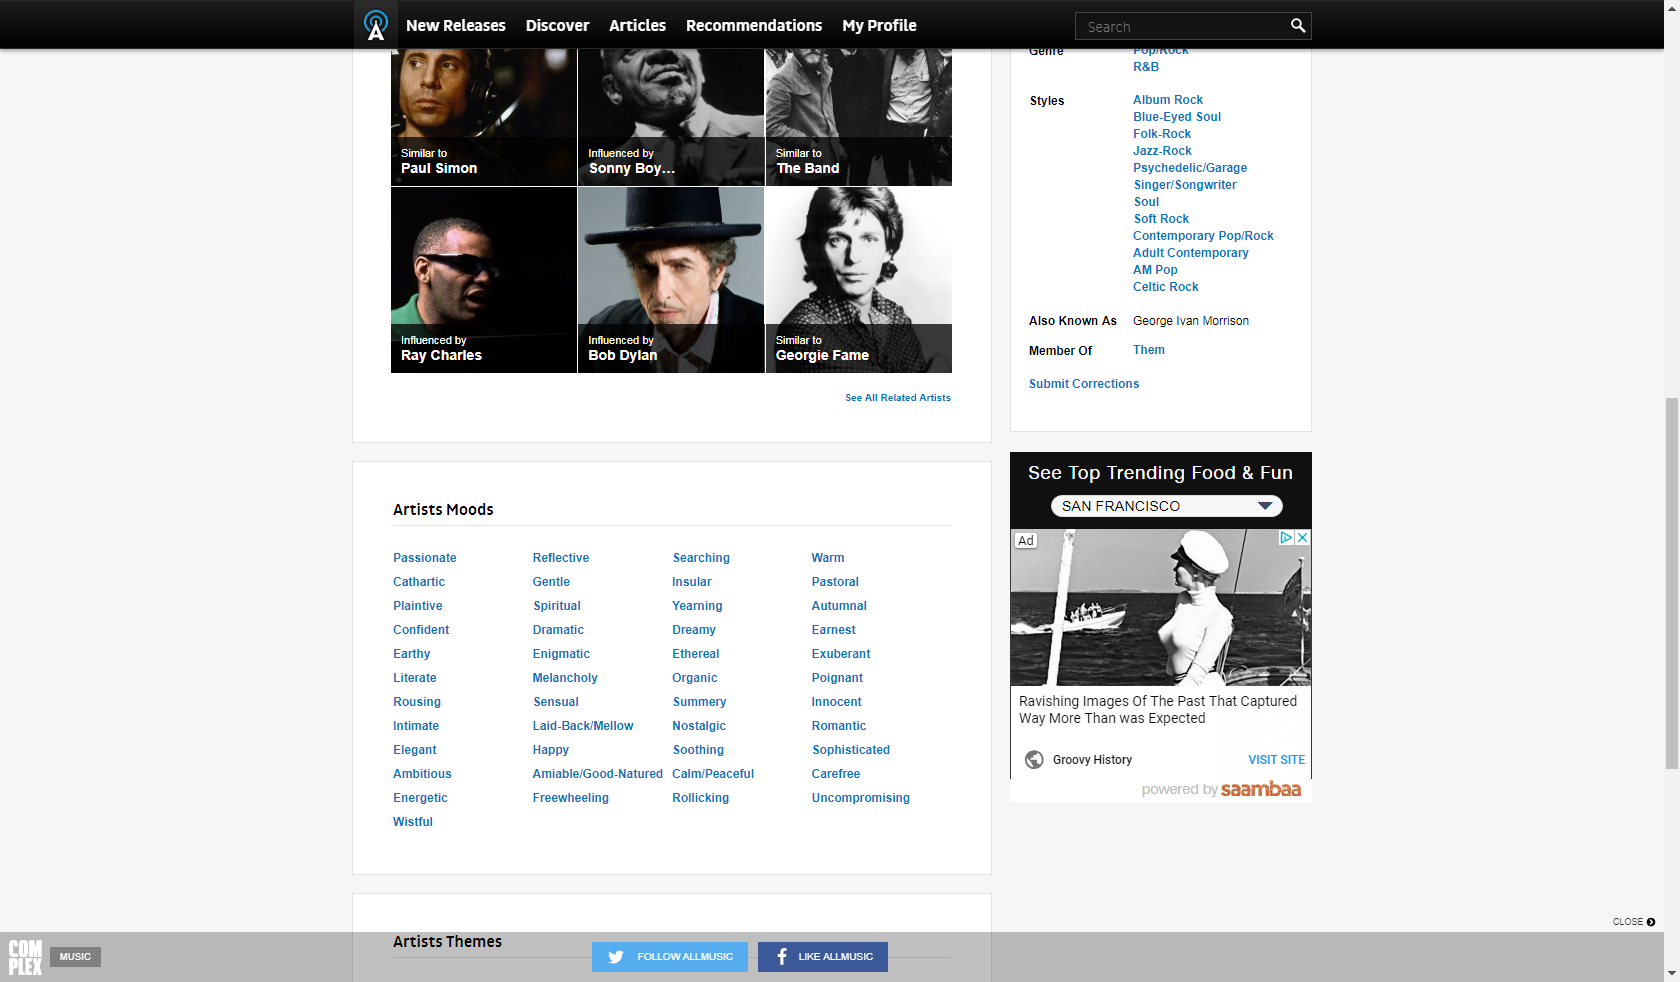 New Releases
Discover
Articles
Recommendations
My Profile
Search
Similar to
Paul Simon
Influenced by
Sonny Boy...
Similar to
The Band
Influenced by
Ray Charles
Influenced by
Bob Dylan
Similar to
Georgie Fame
See All Related Artists
Genre
Pop/Rock
R&B
Styles
Album Rock
Blue-Eyed Soul
Folk-Rock
Jazz-Rock
Psychedelic/Garage
Singer/Songwriter
Soul
Soft Rock
Contemporary Pop/Rock
Adult Contemporary
AM Pop
Celtic Rock
Also Known As
George Ivan Morrison
Member Of
Them
Submit Corrections
Artists Moods
Passionate
Reflective
Searching
Warm
Cathartic
Gentle
Insular
Pastoral
Plaintive
Spiritual
Yearning
Autumnal
Confident
Dramatic
Dreamy
Earnest
Earthy
Enigmatic
Ethereal
Exuberant
Literate
Melancholy
Organic
Poignant
Rousing
Sensual
Summery
Innocent
Intimate
Laid-Back/Mellow
Nostalgic
Romantic
Elegant
Happy
Soothing
Sophisticated
Ambitious
Amiable/Good-Natured
Calm/Peaceful
Carefree
Energetic
Freewheeling
Rollicking
Uncompromising
Wistful
See Top Trending Food & Fun
SAN FRANCISCO
Ad
Ravishing Images Of The Past That Captured
Way More Than was Expected
Groovy History
VISIT SITE
powered by saambaa
CLOSE
Artists Themes
COM
PLEX
MUSIC
FOLLOW ALLMUSIC
LIKE ALLMUSIC